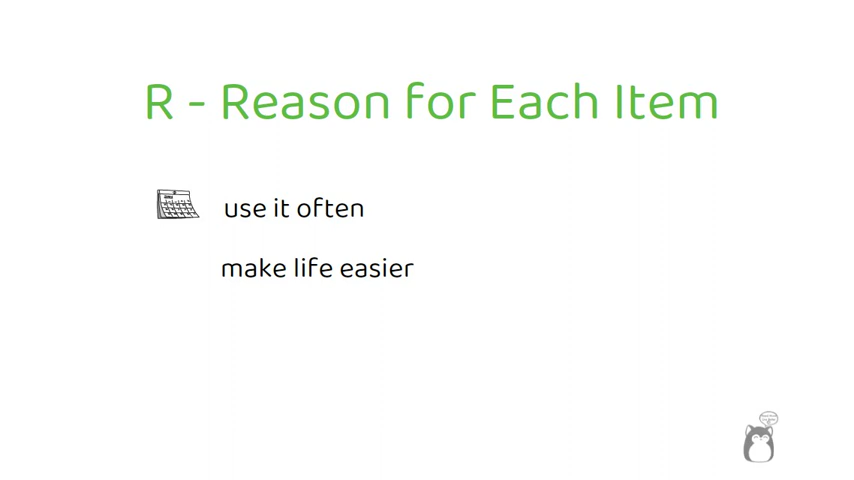 R - Reason for Each Item
use it often
make life easier